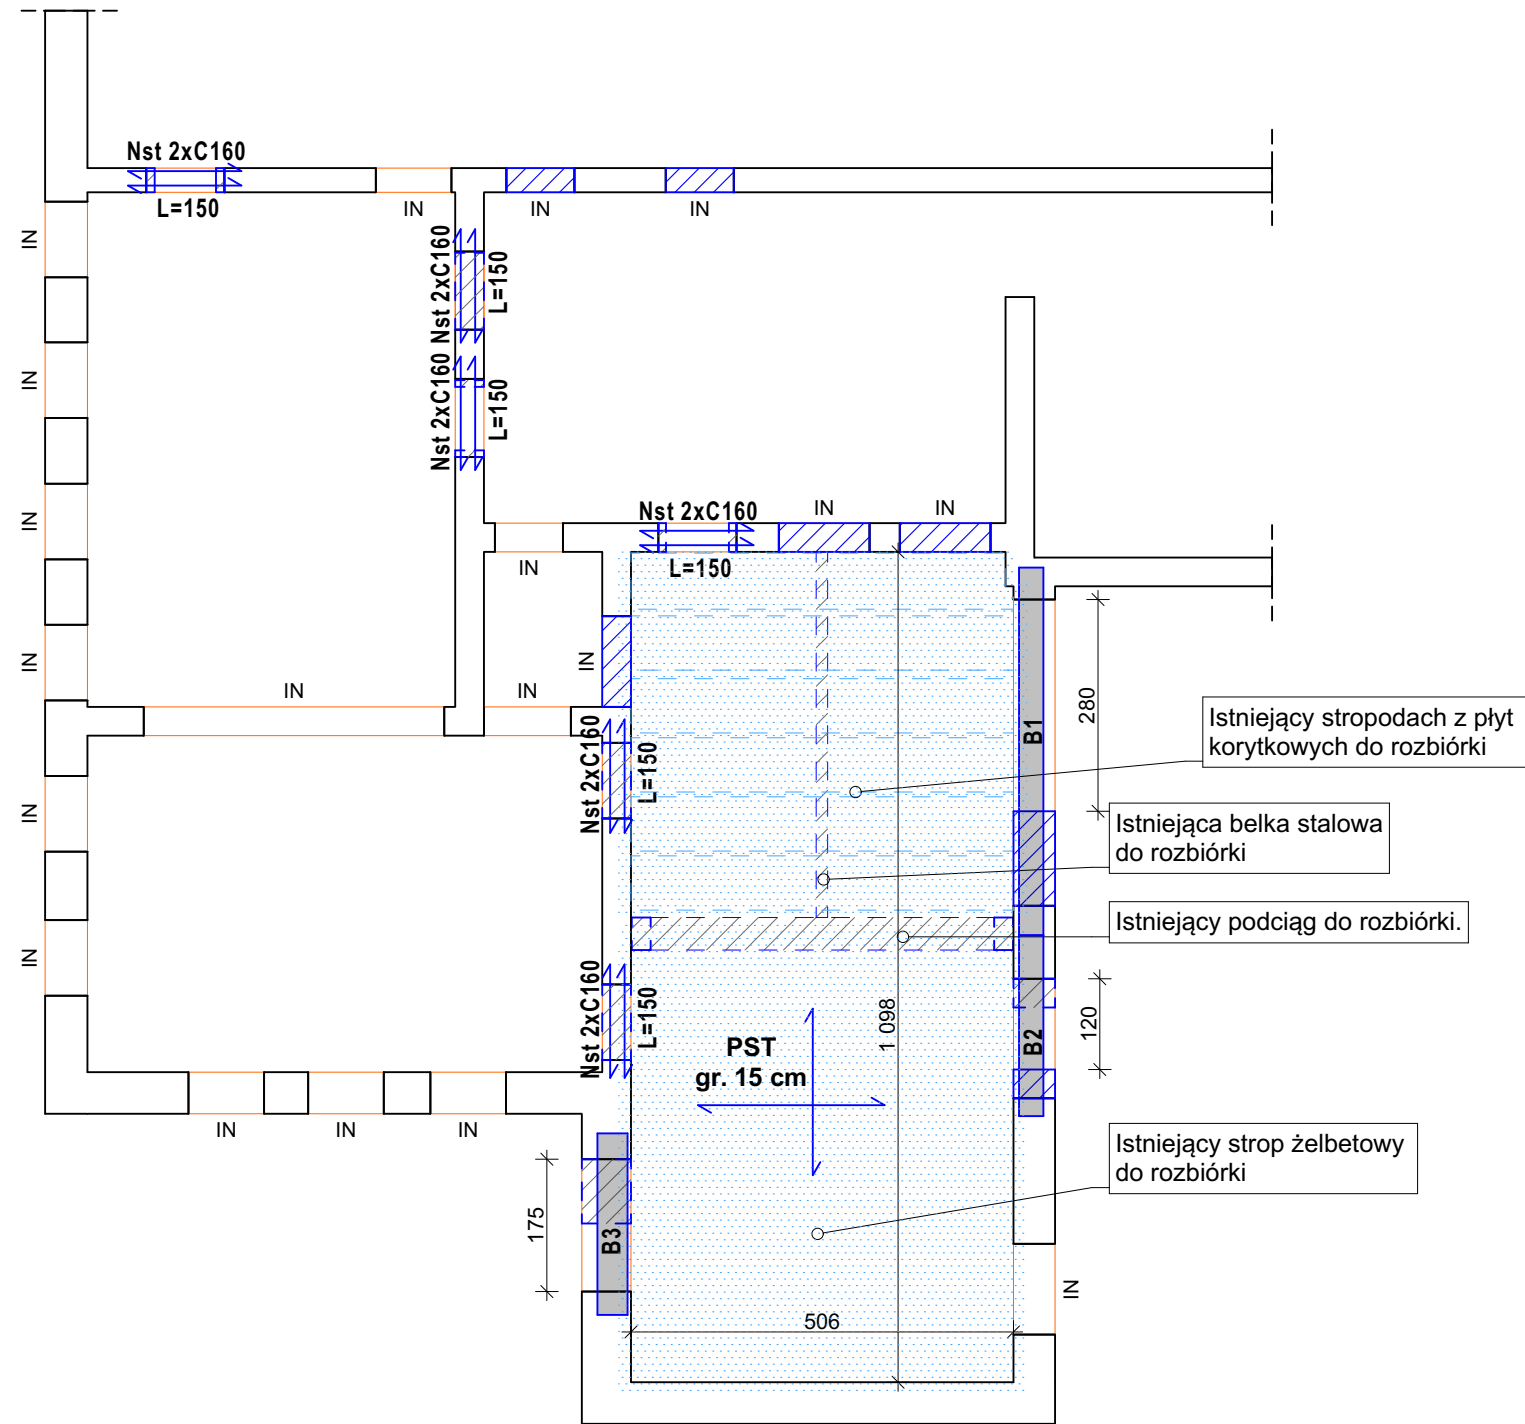 Nst 2xC160
L=150
IN
IN
IN
IN
Nst 2xC160
L=150
IN
Nst 2xC160
L=150
IN
Nst 2xC160
L=150
IN
IN
IN
IN
IN
IN
IN
IN
280
B1
Istniejący stropodach z płyt
korytkowych do rozbiórki
Nst 2xC160
L=150
IN
Istniejąca belka stalowa
do rozbiórki
Istniejący podciąg do rozbiórki.
IN
Nst 2xC160
L=150
1 098
120
B2
PST
gr. 15 cm
IN
IN
IN
Istniejący strop żelbetowy
do rozbiórki
175
B3
IN
506